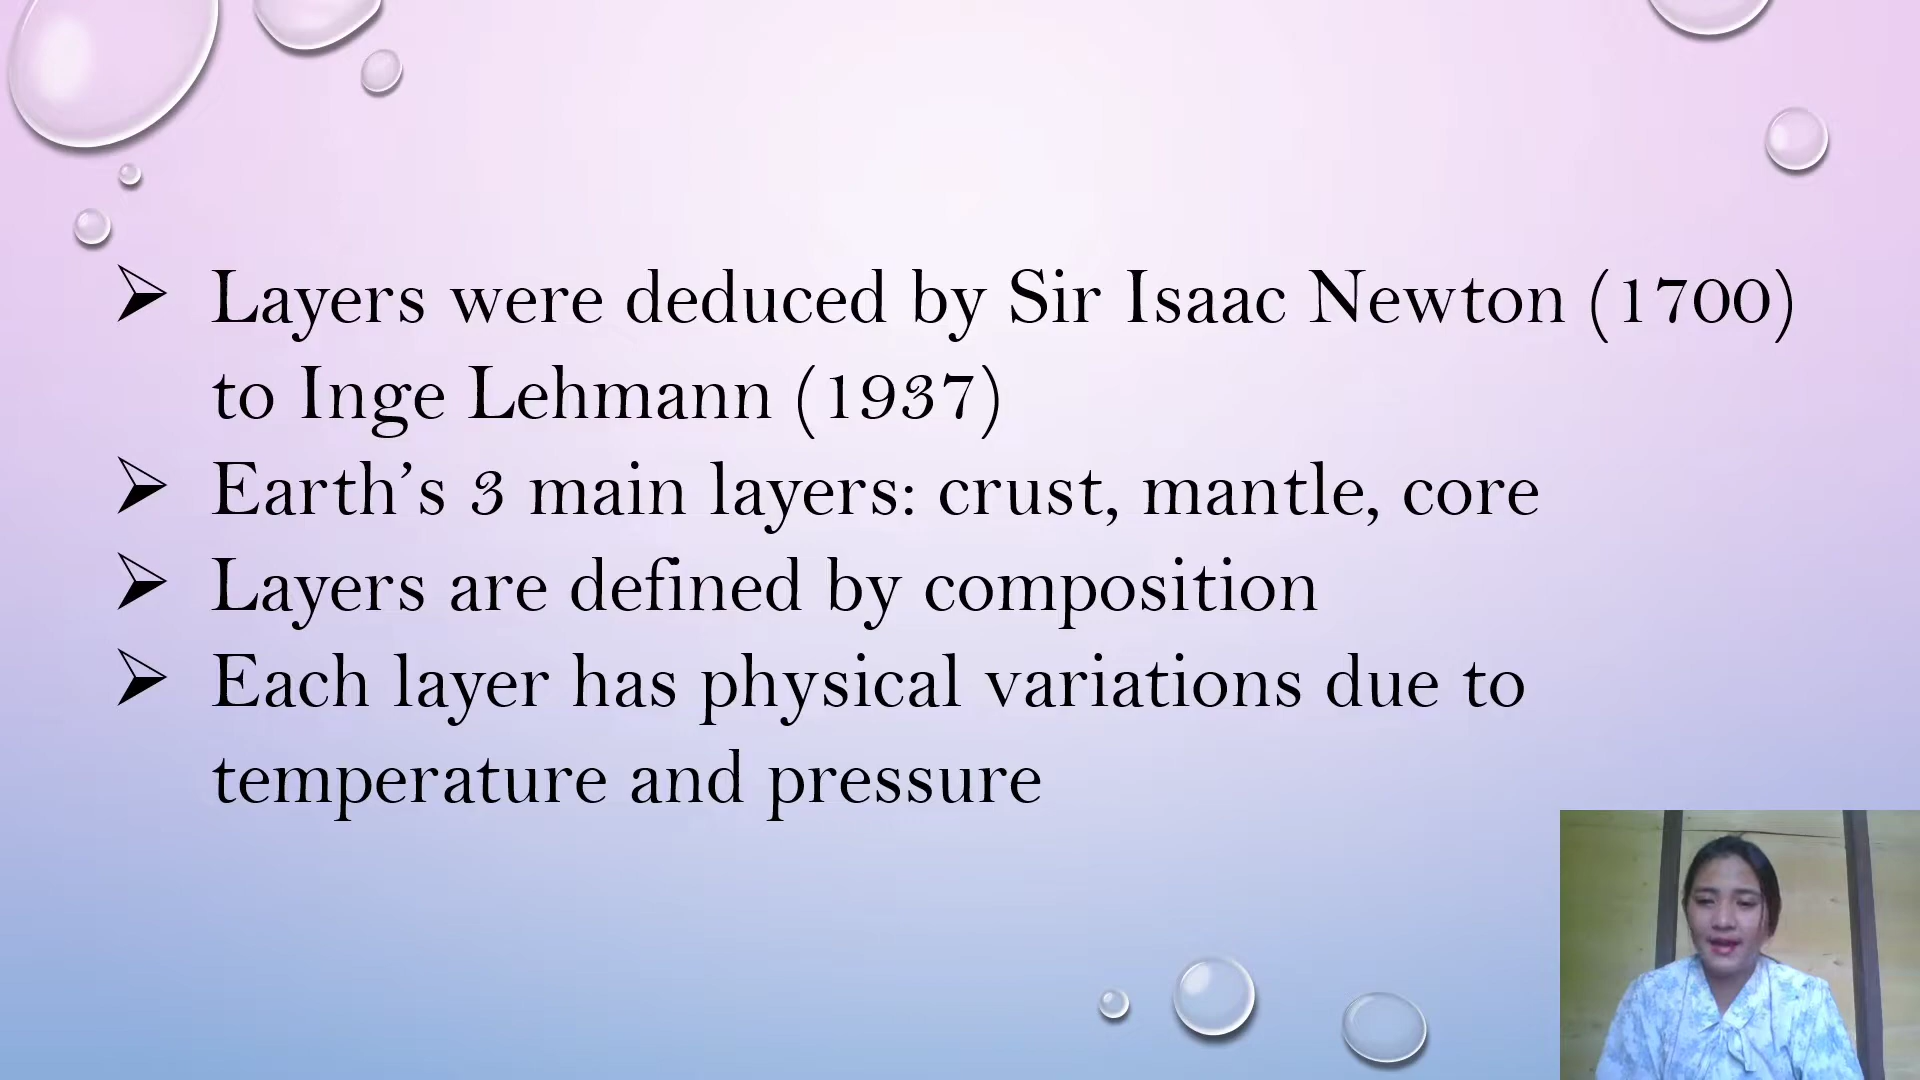 ➢ Layers were deduced by Sir Isaac Newton (1700)
to Inge Lehmann (1937)
➢ Earth’s 3 main layers: crust, mantle, core
➢ Layers are defined by composition
➢ Each layer has physical variations due to
temperature and pressure